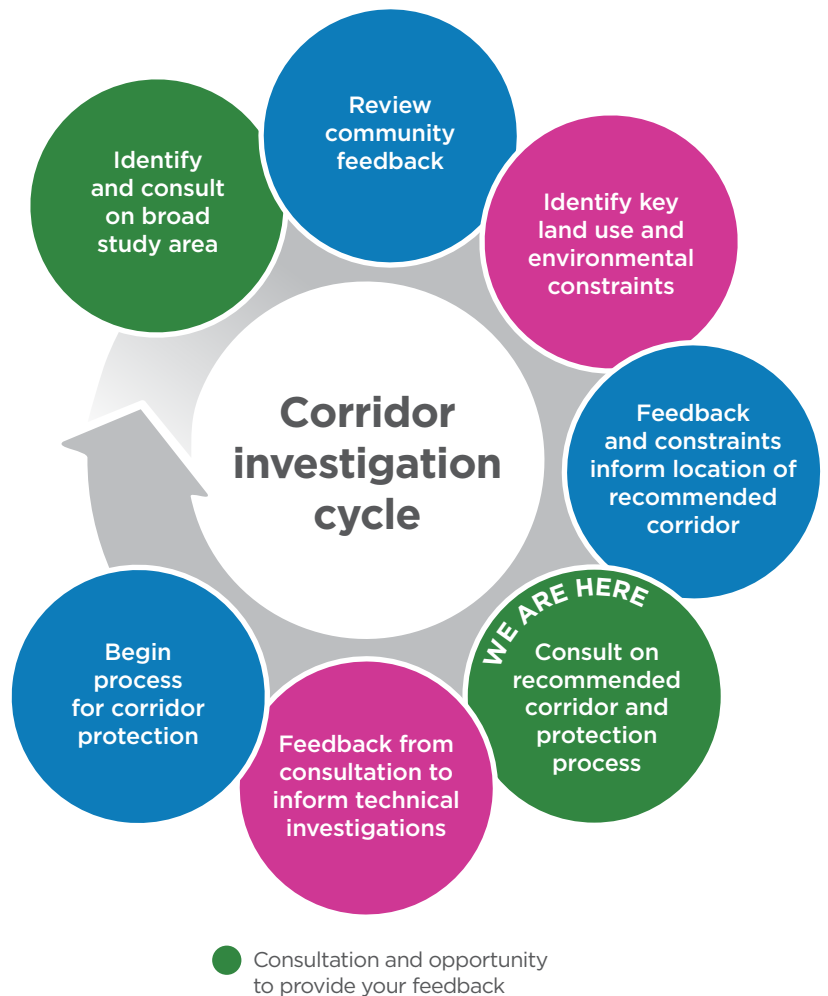 Corridor
investigation
cycle
Identify
and consult
on broad
study area
Review
community
feedback
Identify key
land use and
environmental
constraints
Feedback
and constraints
inform location of
recommended
corridor
WE ARE HERE
Consult on
recommended
corridor and
protection
process
Feedback from
consultation to
inform technical
investigations
Begin
process
for corridor
protection
Consultation and opportunity
to provide your feedback